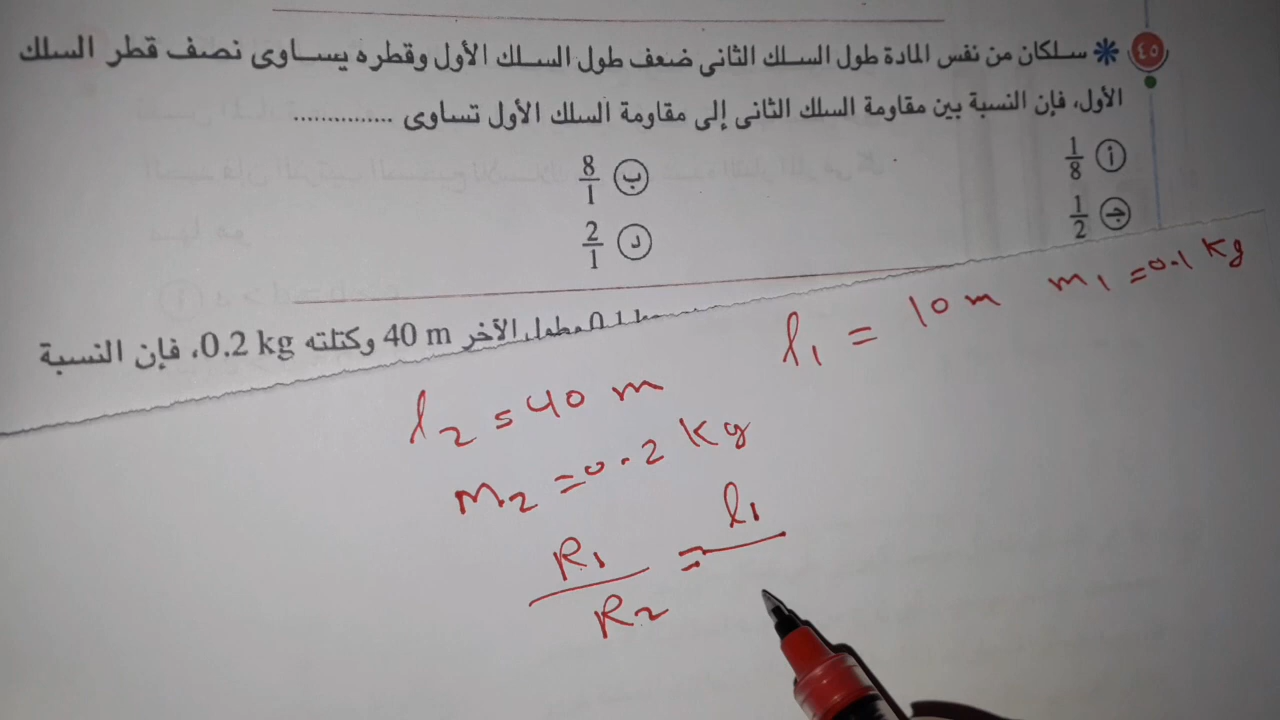 ٤٥ * سلكان من نفس المادة طول السلك الثانى ضعف طول السلك الأول وقطره يساوى نصف قطر السلك
الأول، فإن النسبة بين مقاومة السلك الثانى إلى مقاومة السلك الأول تساوى ...............
أ 1/8 ب 8/1
ج 1/2 د 2/1
وطول الآخر 40 m وكتلته 0.2 kg، فإن النسبة
l₁ = 10 m m₁ = 0.1 kg
l₂ = 40 m
m₂ = 0.2 kg
R₁/R₂ = l₁/